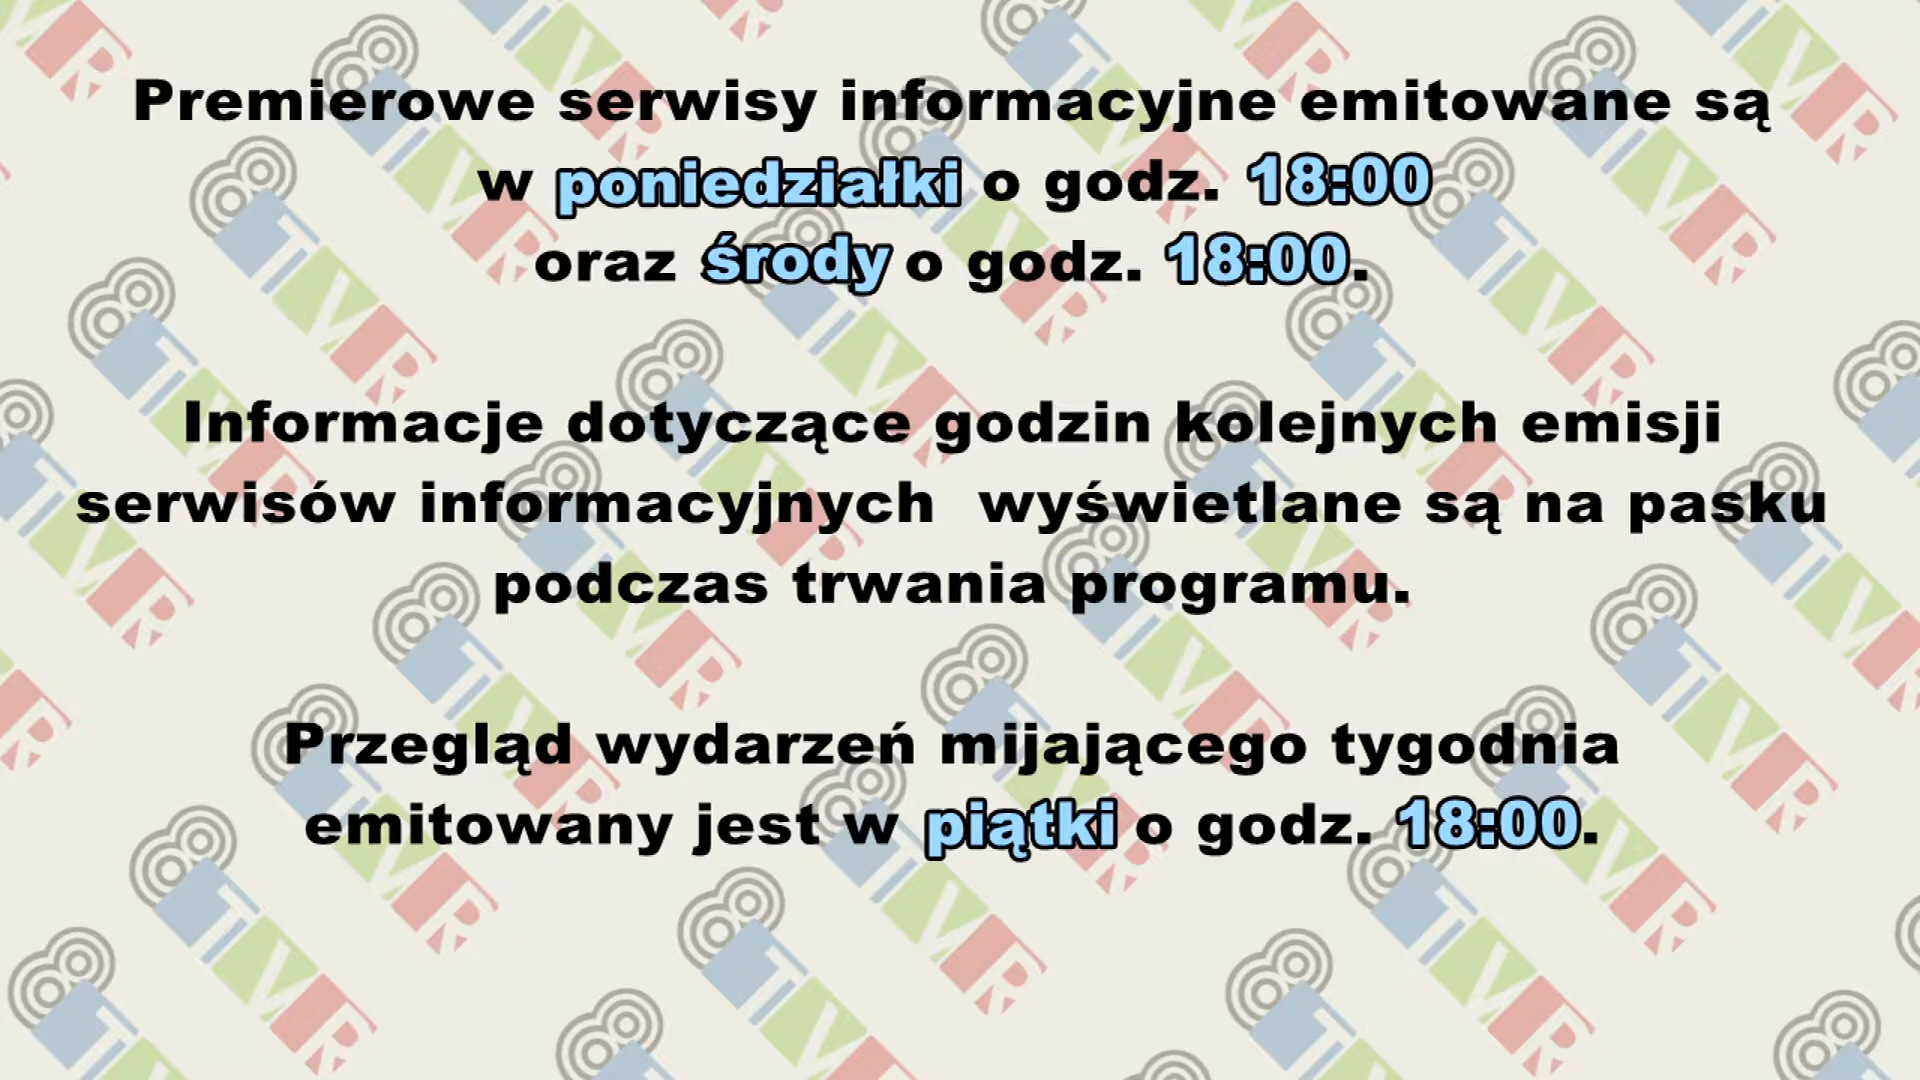 Premierowe serwisy informacyjne emitowane są
w poniedziałki o godz. 18:00
oraz środy o godz. 18:00.
Informacje dotyczące godzin kolejnych emisji
serwisów informacyjnych wyświetlane są na pasku
podczas trwania programu.
Przegląd wydarzeń mijającego tygodnia
emitowany jest w piątki o godz. 18:00.
TVR